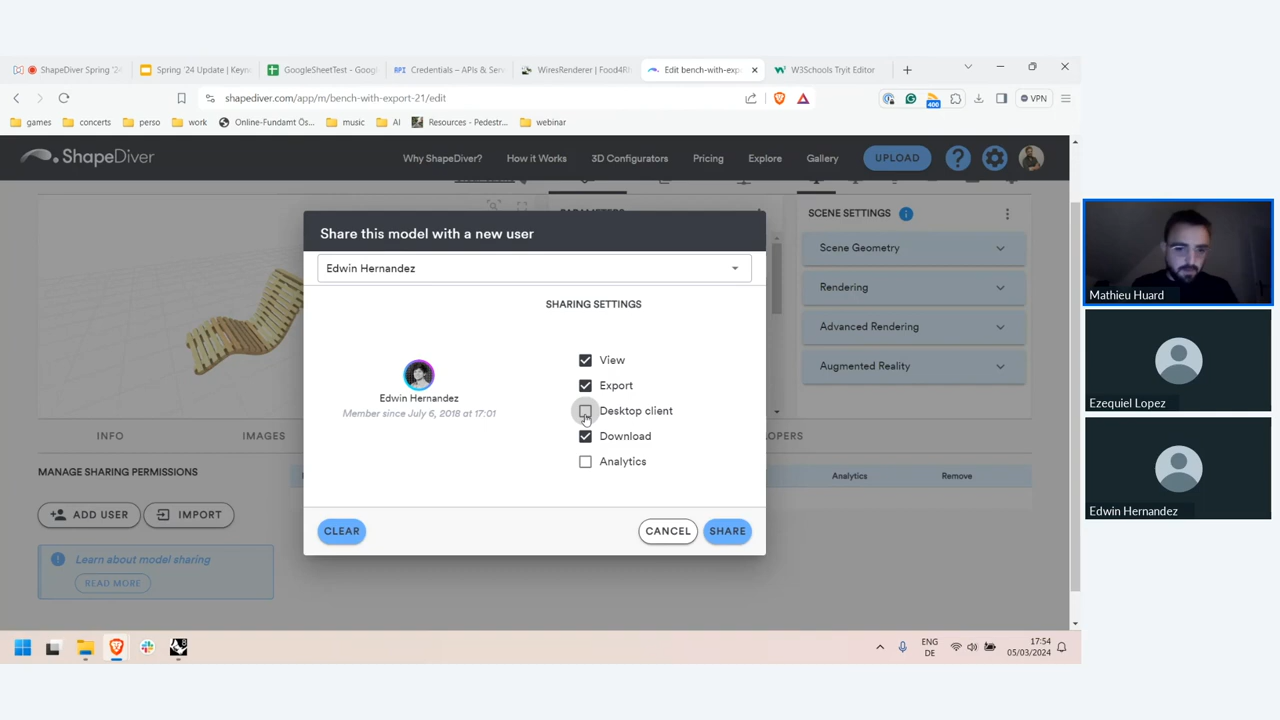 ShapeDiver Spring '24
Spring '24 Update | Keyn
GoogleSheetTest - Googl
API Credentials – APIs & Serv
WiresRenderer | Food4Rh
Edit bench-with-exp
W3Schools Tryit Editor
shapediver.com/app/m/bench-with-export-21/edit
400
VPN
games
concerts
perso
work
Online-Fundamt Ös...
music
AI
Resources - Pedestr...
webinar
ShapeDiver
Why ShapeDiver?
How it Works
3D Configurators
Pricing
Explore
Gallery
UPLOAD
?
SCENE SETTINGS i
Scene Geometry
Rendering
Advanced Rendering
Augmented Reality
Share this model with a new user
Edwin Hernandez
SHARING SETTINGS
View
Export
Desktop client
Download
Analytics
Edwin Hernandez
Member since July 6, 2018 at 17:01
CLEAR
CANCEL
SHARE
INFO
IMAGES
OPERS
MANAGE SHARING PERMISSIONS
Analytics
Remove
ADD USER
IMPORT
! Learn about model sharing
READ MORE
Mathieu Huard
Ezequiel Lopez
Edwin Hernandez
ENG
DE
17:54
05/03/2024